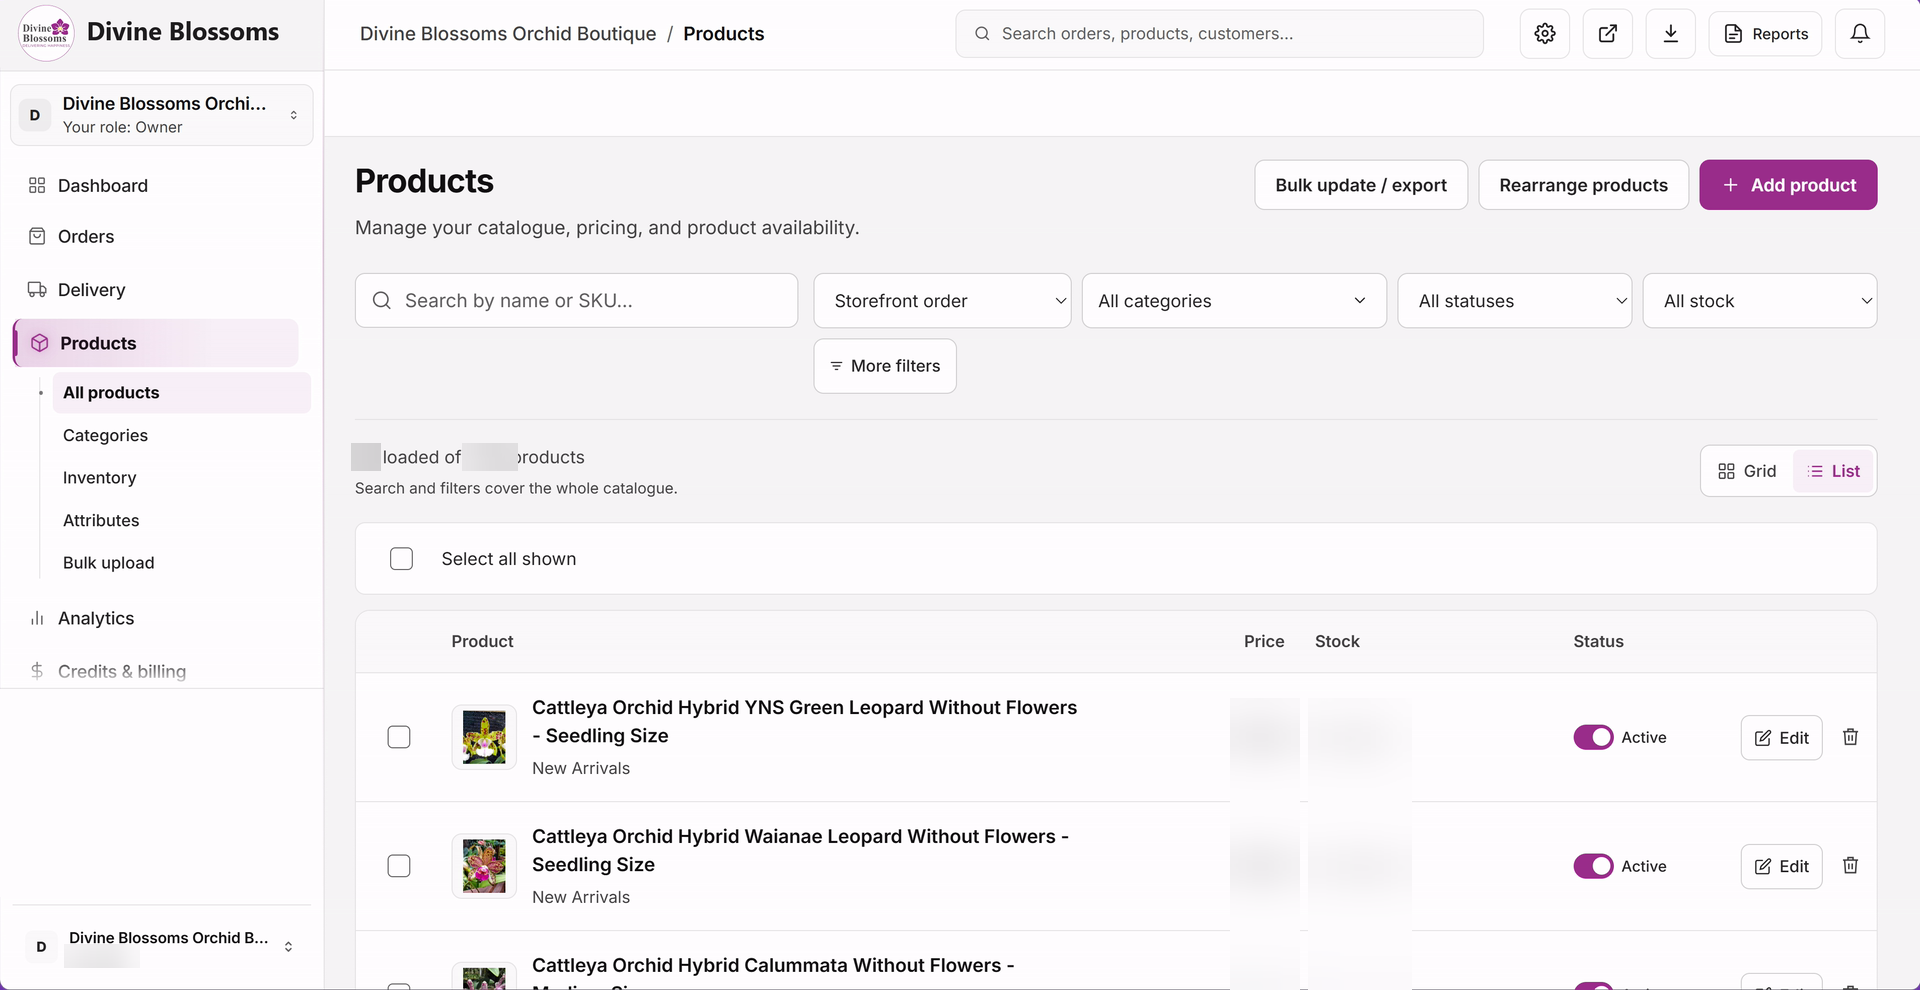 Divine Blossoms
DELIVERING HAPPINESS
Divine Blossoms
Divine Blossoms Orchid Boutique / Products
Search orders, products, customers...
Reports
D
Divine Blossoms Orchi...
Your role: Owner
Dashboard
Orders
Delivery
Products
All products
Categories
Inventory
Attributes
Bulk upload
Analytics
Credits & billing
D
Divine Blossoms Orchid B...
Products
Manage your catalogue, pricing, and product availability.
Bulk update / export
Rearrange products
+ Add product
Search by name or SKU...
Storefront order
All categories
All statuses
All stock
More filters
loaded of products
Search and filters cover the whole catalogue.
Grid
List
Select all shown
Product Price Stock Status
Cattleya Orchid Hybrid YNS Green Leopard Without Flowers
- Seedling Size
New Arrivals
Active
Edit
Cattleya Orchid Hybrid Waianae Leopard Without Flowers -
Seedling Size
New Arrivals
Active
Edit
Cattleya Orchid Hybrid Calummata Without Flowers -